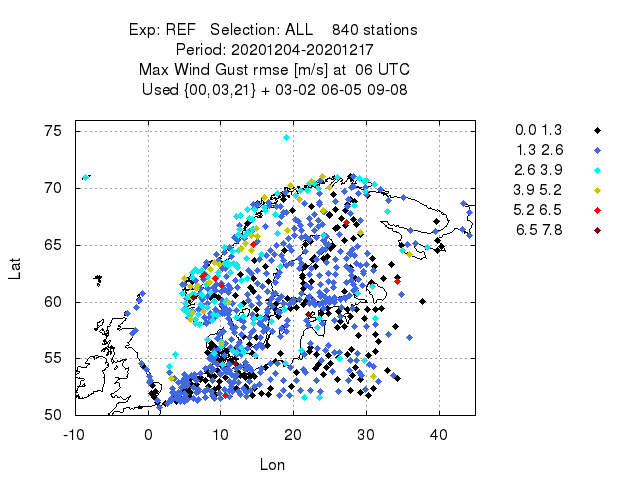 Exp: REF Selection: ALL 840 stations
Period: 20201204-20201217
Max Wind Gust rmse [m/s] at 06 UTC
Used {00,03,21} + 03-02 06-05 09-08
75
70
65
60
55
50
-10 0 10 20 30 40
Lat
Lon
0.0 1.3
1.3 2.6
2.6 3.9
3.9 5.2
5.2 6.5
6.5 7.8